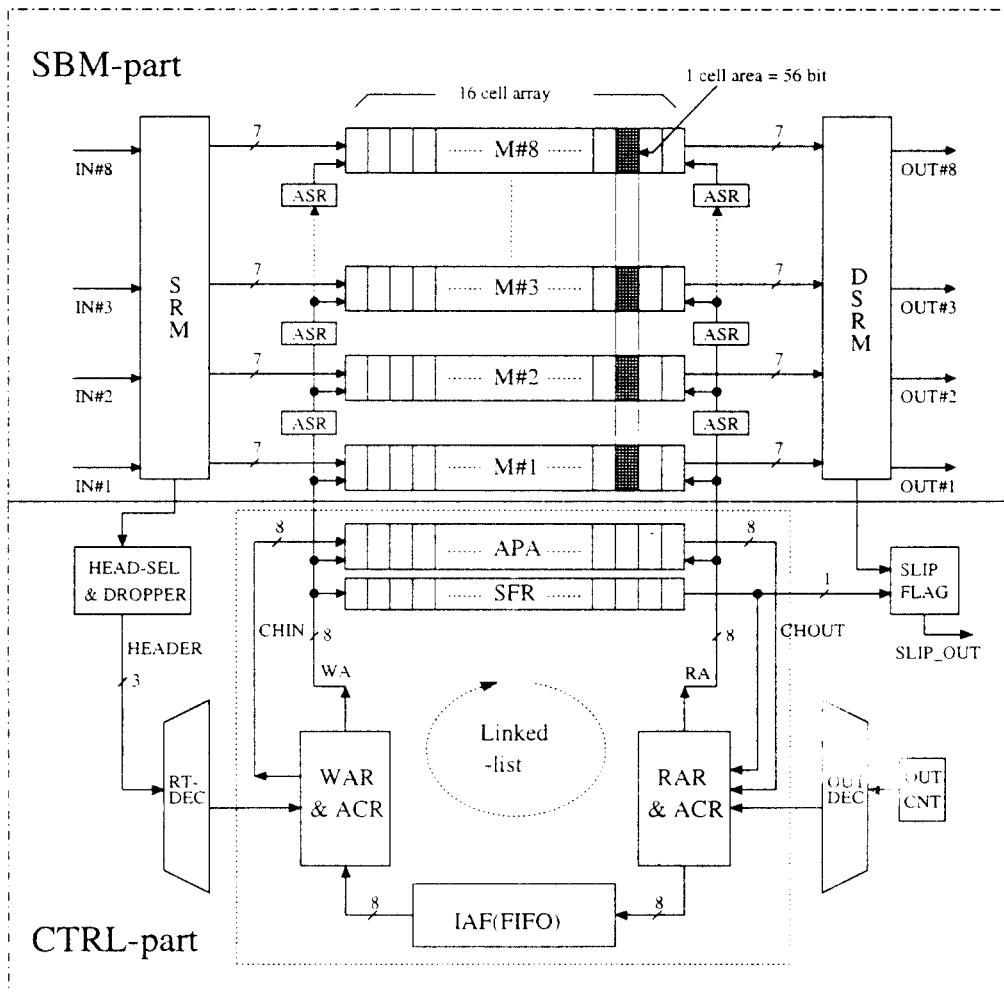 SBM-part
16 cell array
1 cell area = 56 bit
IN#8
7
M#8
7
OUT#8
ASR
ASR
SRM
DSRM
IN#3
7
M#3
7
OUT#3
ASR
ASR
IN#2
7
M#2
7
OUT#2
ASR
ASR
IN#1
7
M#1
7
OUT#1
8
APA
8
HEAD-SEL
& DROPPER
SFR
1
SLIP
FLAG
CHIN
8
8
CHOUT
SLIP_OUT
HEADER
3
WA
RA
Linked
-list
RT-
DEC
WAR
& ACR
RAR
& ACR
OUT
DEC
OUT
CNT
8
IAF(FIFO)
8
CTRL-part